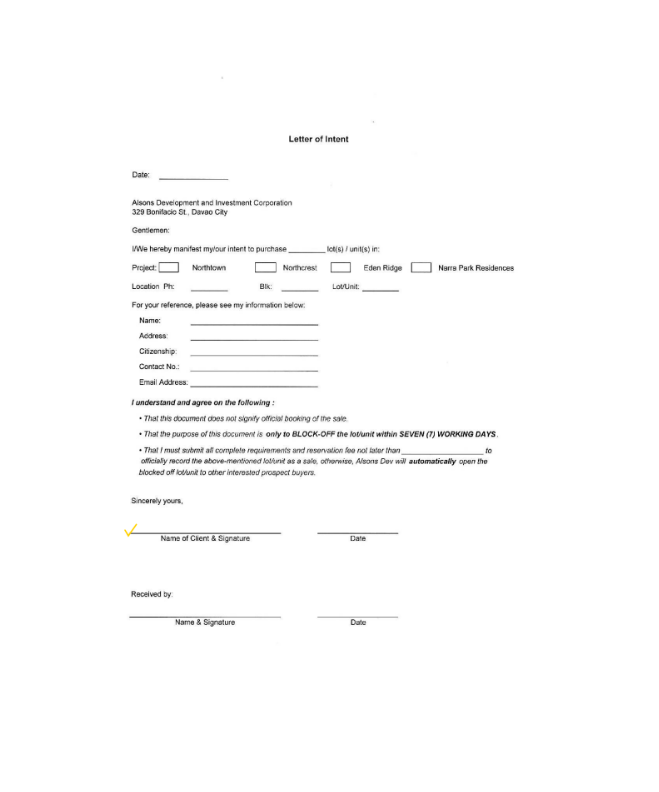 Letter of Intent
Date: ____________
Alsons Development and Investment Corporation
329 Bonifacio St., Davao City
Gentlemen:
I/We hereby manifest my/our intent to purchase _________ lot(s) / unit(s) in:
Project: Northtown Northcrest Eden Ridge Narra Park Residences
Location Ph: _________ Blk: _________ Lot/Unit: _________
For your reference, please see my information below:
Name: ____________________
Address: ____________________
Citizenship: ____________________
Contact No.: ____________________
Email Address: ____________________
I understand and agree on the following :
• That this document does not signify official booking of the sale.
• That the purpose of this document is only to BLOCK-OFF the lot/unit within SEVEN (7) WORKING DAYS.
• That I must submit all complete requirements and reservation fee not later than ____________________ to
officially record the above-mentioned lot/unit as a sale, otherwise, Alsons Dev will automatically open the
blocked off lot/unit to other interested prospect buyers.
Sincerely yours,
Name of Client & Signature Date
Received by:
Name & Signature Date